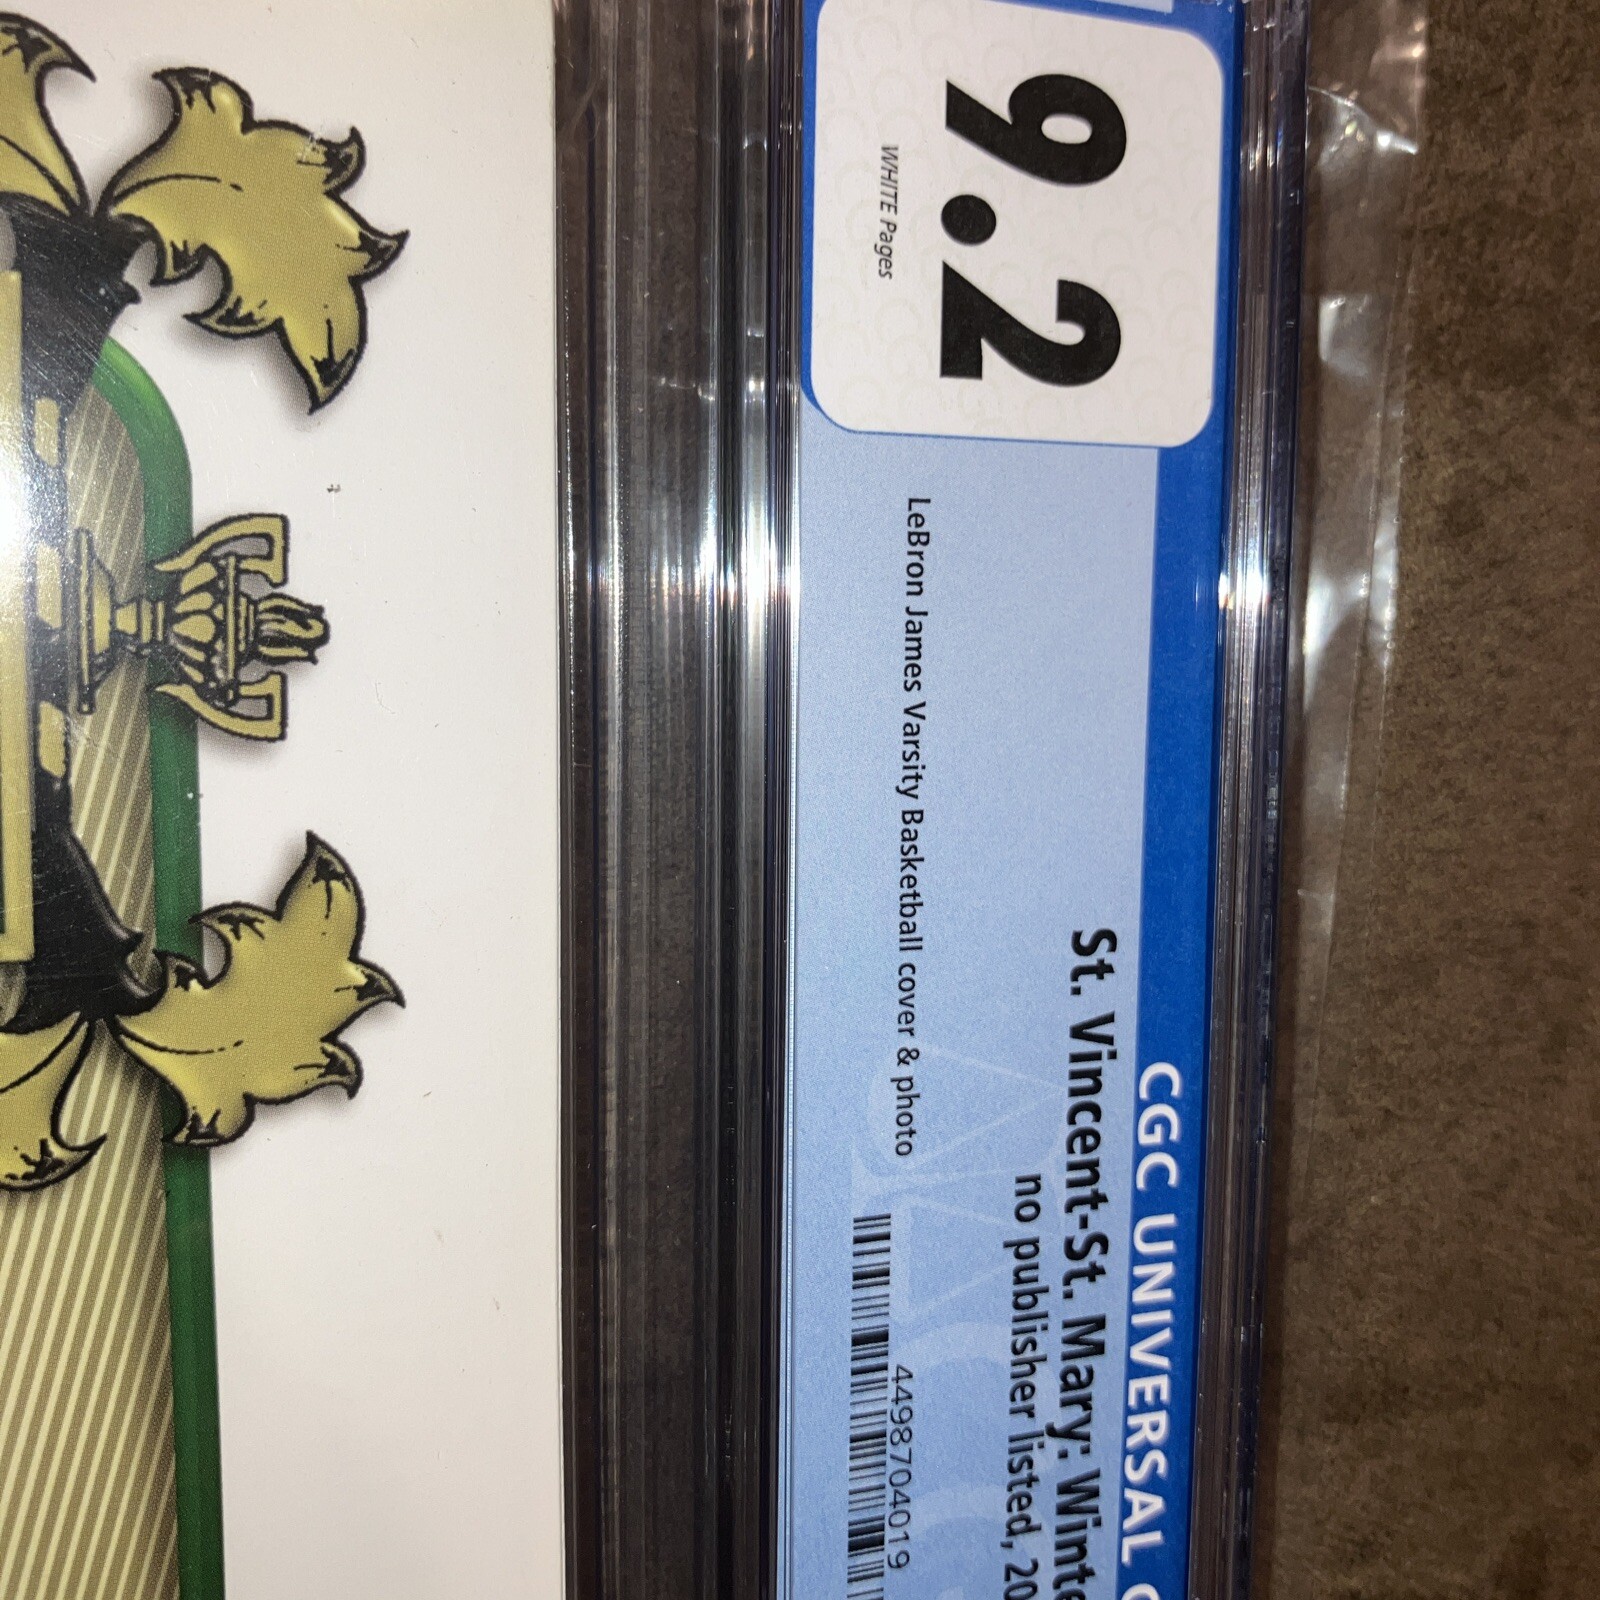 CGC UNIVERSAL
9.2
WHITE Pages
St. Vincent-St. Mary: Winte
no publisher listed, 20
LeBron James Varsity Basketball cover & photo
4498704019